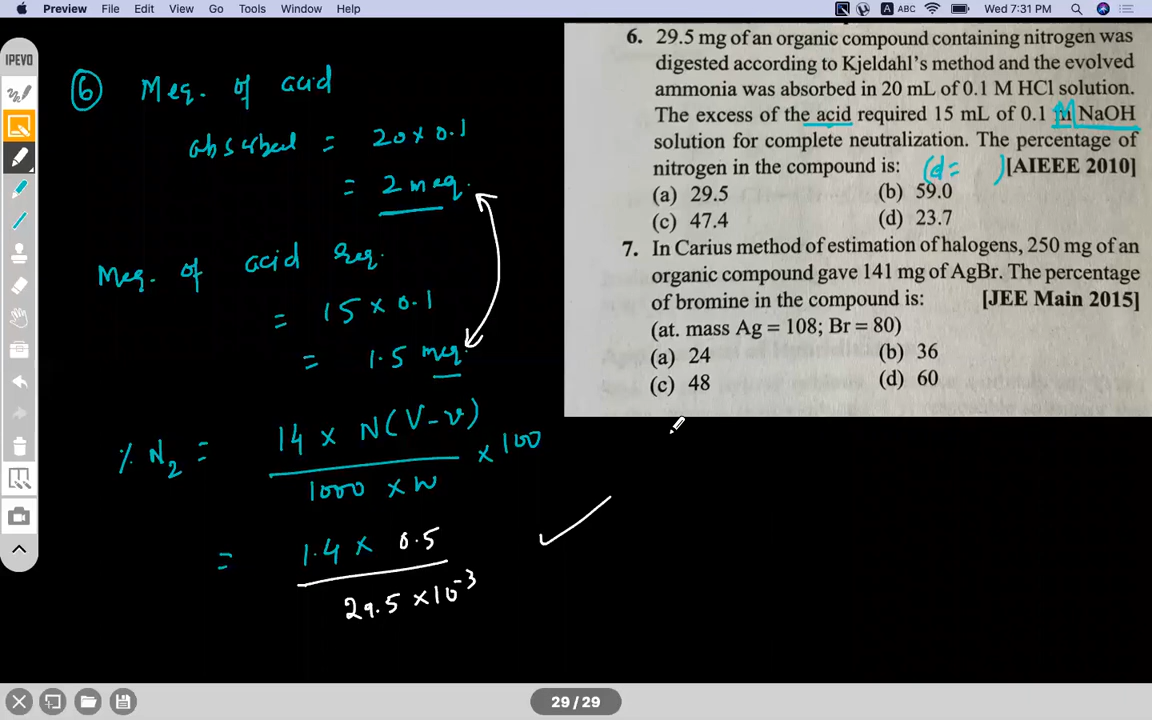 Preview File Edit View Go Tools Window Help
A ABC Wed 7:31 PM
IPEVO
6 Meq. of acid
absorbed = 20 × 0.1
= 2 meq.
Meq. of acid req.
= 15 × 0.1
= 1.5 meq.
% N2 = 14 × N(V-v) / 1000 × W × 100
= 1.4 × 0.5 / 29.5 × 10-3
6. 29.5 mg of an organic compound containing nitrogen was
digested according to Kjeldahl's method and the evolved
ammonia was absorbed in 20 mL of 0.1 M HCl solution.
The excess of the acid required 15 mL of 0.1 M NaOH
solution for complete neutralization. The percentage of
nitrogen in the compound is: (d= ) [AIEEE 2010]
(a) 29.5 (b) 59.0
(c) 47.4 (d) 23.7
7. In Carius method of estimation of halogens, 250 mg of an
organic compound gave 141 mg of AgBr. The percentage
of bromine in the compound is: [JEE Main 2015]
(at. mass Ag = 108; Br = 80)
(a) 24 (b) 36
(c) 48 (d) 60
29 / 29